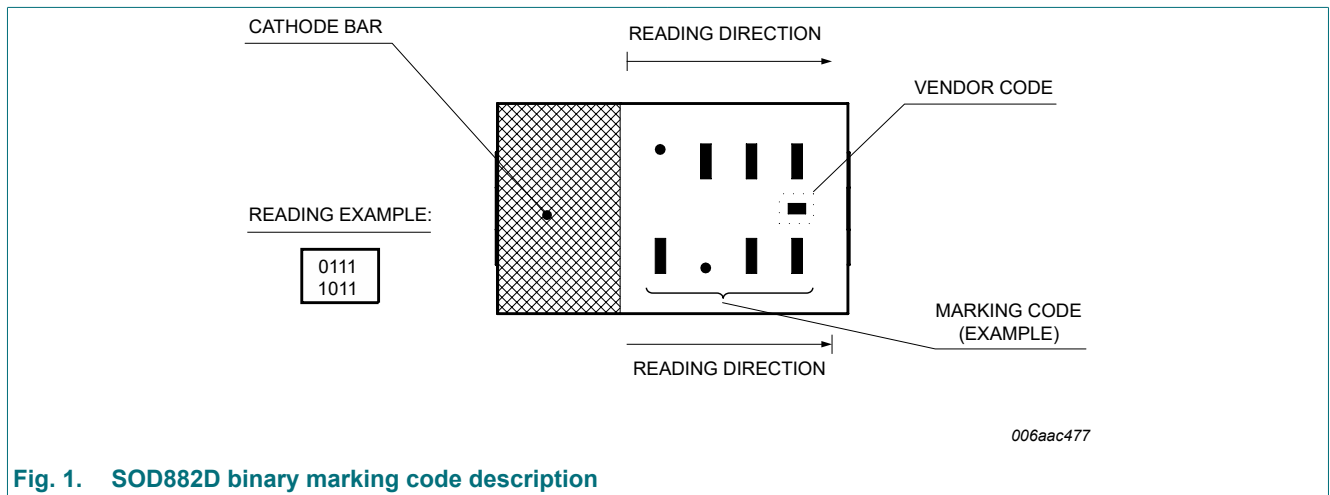 CATHODE BAR
READING DIRECTION
VENDOR CODE
READING EXAMPLE:
0111
1011
MARKING CODE
(EXAMPLE)
READING DIRECTION
006aac477
Fig. 1. SOD882D binary marking code description